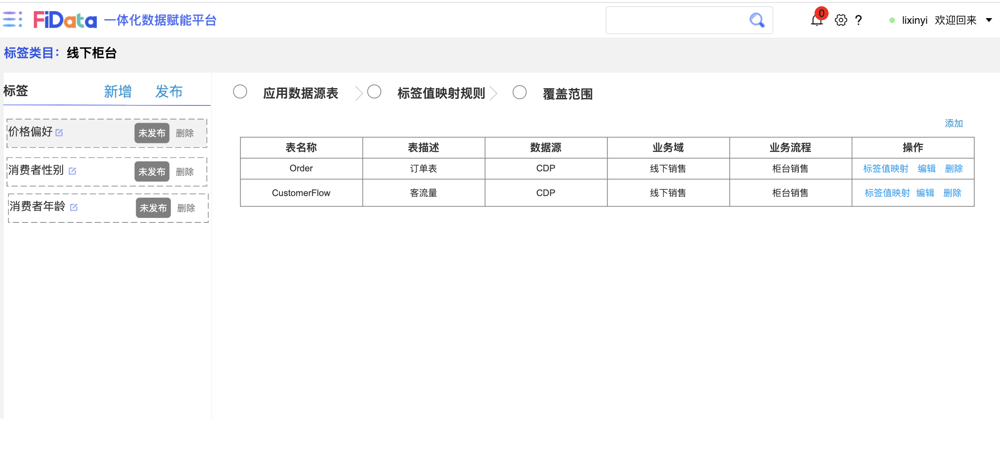 FiData 一体化数据赋能平台 0 ? lixinyi 欢迎回来
标签类目：线下柜台
标签 新增 发布
价格偏好 未发布 删除
消费者性别 未发布 删除
消费者年龄 未发布 删除
应用数据源表 标签值映射规则 覆盖范围
添加
表名称 表描述 数据源 业务域 业务流程 操作
Order 订单表 CDP 线下销售 柜台销售 标签值映射 编辑 删除
CustomerFlow 客流量 CDP 线下销售 柜台销售 标签值映射 编辑 删除